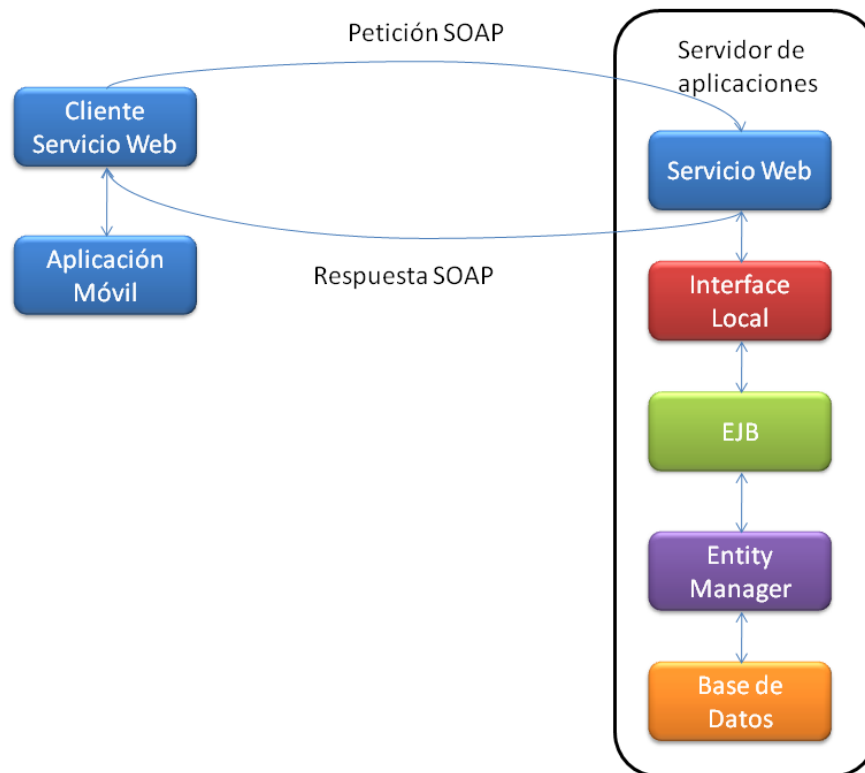 Petición SOAP
Servidor de
aplicaciones
Cliente
Servicio Web
Servicio Web
Aplicación
Móvil
Respuesta SOAP
Interface
Local
EJB
Entity
Manager
Base de
Datos